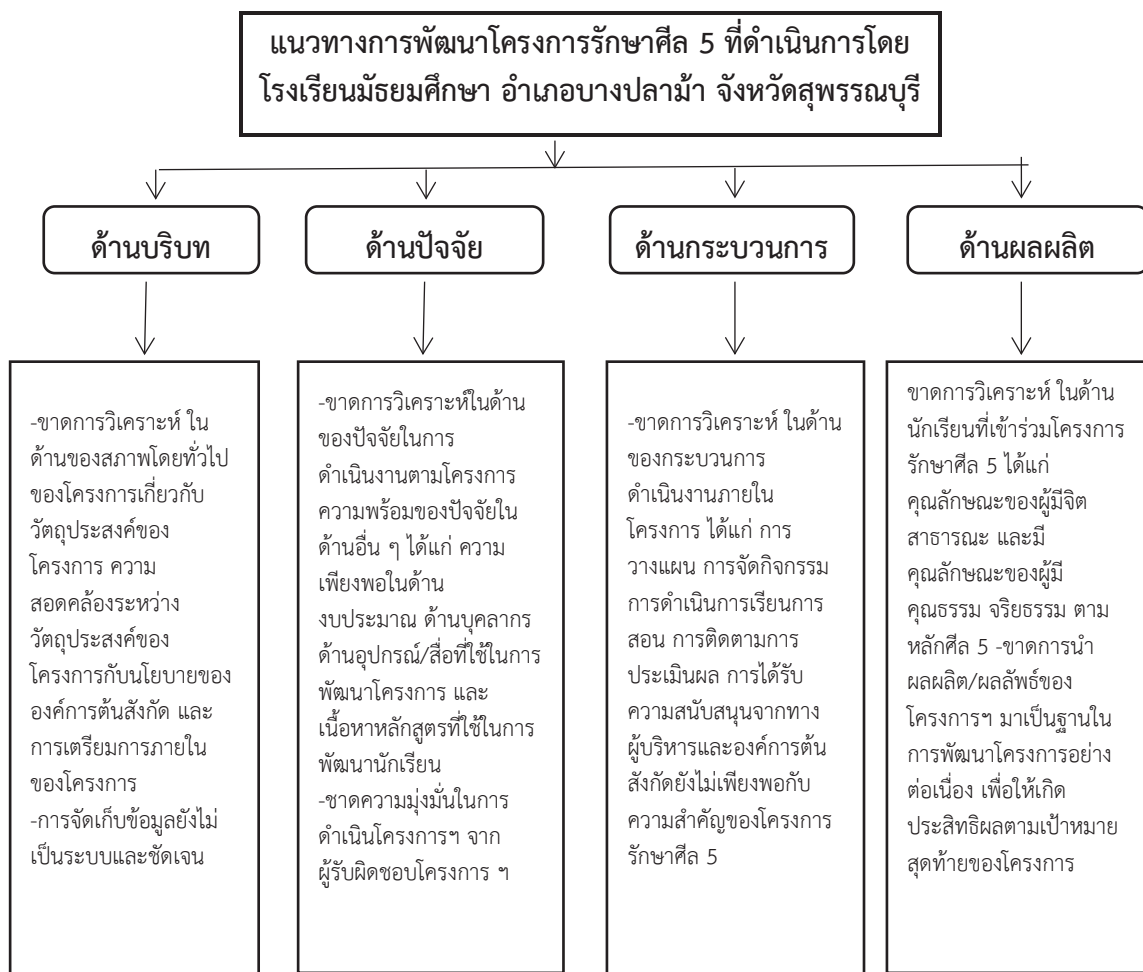 แนวทางการพัฒนาโครงการรักษาศีล 5 ที่ดำเนินการโดย
โรงเรียนมัธยมศึกษา อำเภอบางปลาม้า จังหวัดสุพรรณบุรี
ด้านบริบท
ด้านปัจจัย
ด้านกระบวนการ
ด้านผลผลิต
-ขาดการวิเคราะห์ ใน
ด้านของสภาพโดยทั่วไป
ของโครงการเกี่ยวกับ
วัตถุประสงค์ของ
โครงการ ความ
สอดคล้องระหว่าง
วัตถุประสงค์ของ
โครงการกับนโยบายของ
องค์การต้นสังกัด และ
การเตรียมการภายใน
ของโครงการ
-การจัดเก็บข้อมูลยังไม่
เป็นระบบและชัดเจน
-ขาดการวิเคราะห์ในด้าน
ของปัจจัยในการ
ดำเนินงานตามโครงการ
ความพร้อมของปัจจัยใน
ด้านอื่น ๆ ได้แก่ ความ
เพียงพอในด้าน
งบประมาณ ด้านบุคลากร
ด้านอุปกรณ์/สื่อที่ใช้ในการ
พัฒนาโครงการ และ
เนื้อหาหลักสูตรที่ใช้ในการ
พัฒนานักเรียน
-ชาดความมุ่งมั่นในการ
ดำเนินโครงการฯ จาก
ผู้รับผิดชอบโครงการ ฯ
-ขาดการวิเคราะห์ ในด้าน
ของกระบวนการ
ดำเนินงานภายใน
โครงการ ได้แก่ การ
วางแผน การจัดกิจกรรม
การดำเนินการเรียนการ
สอน การติดตามการ
ประเมินผล การได้รับ
ความสนับสนุนจากทาง
ผู้บริหารและองค์การต้น
สังกัดยังไม่เพียงพอกับ
ความสำคัญของโครงการ
รักษาศีล 5
ขาดการวิเคราะห์ ในด้าน
นักเรียนที่เข้าร่วมโครงการ
รักษาศีล 5 ได้แก่
คุณลักษณะของผู้มีจิต
สาธารณะ และมี
คุณลักษณะของผู้มี
คุณธรรม จริยธรรม ตาม
หลักศีล 5 -ขาดการนำ
ผลผลิต/ผลลัพธ์ของ
โครงการฯ มาเป็นฐานใน
การพัฒนาโครงการอย่าง
ต่อเนื่อง เพื่อให้เกิด
ประสิทธิผลตามเป้าหมาย
สุดท้ายของโครงการ